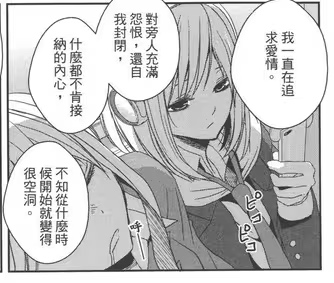 我一直在追
求愛情。
對旁人充滿
怨恨，還自
我封閉，
什麼都不肯接
納的內心，
不知從什麼時
候開始就變得
很空洞。
ピコ
ピコ
呼—